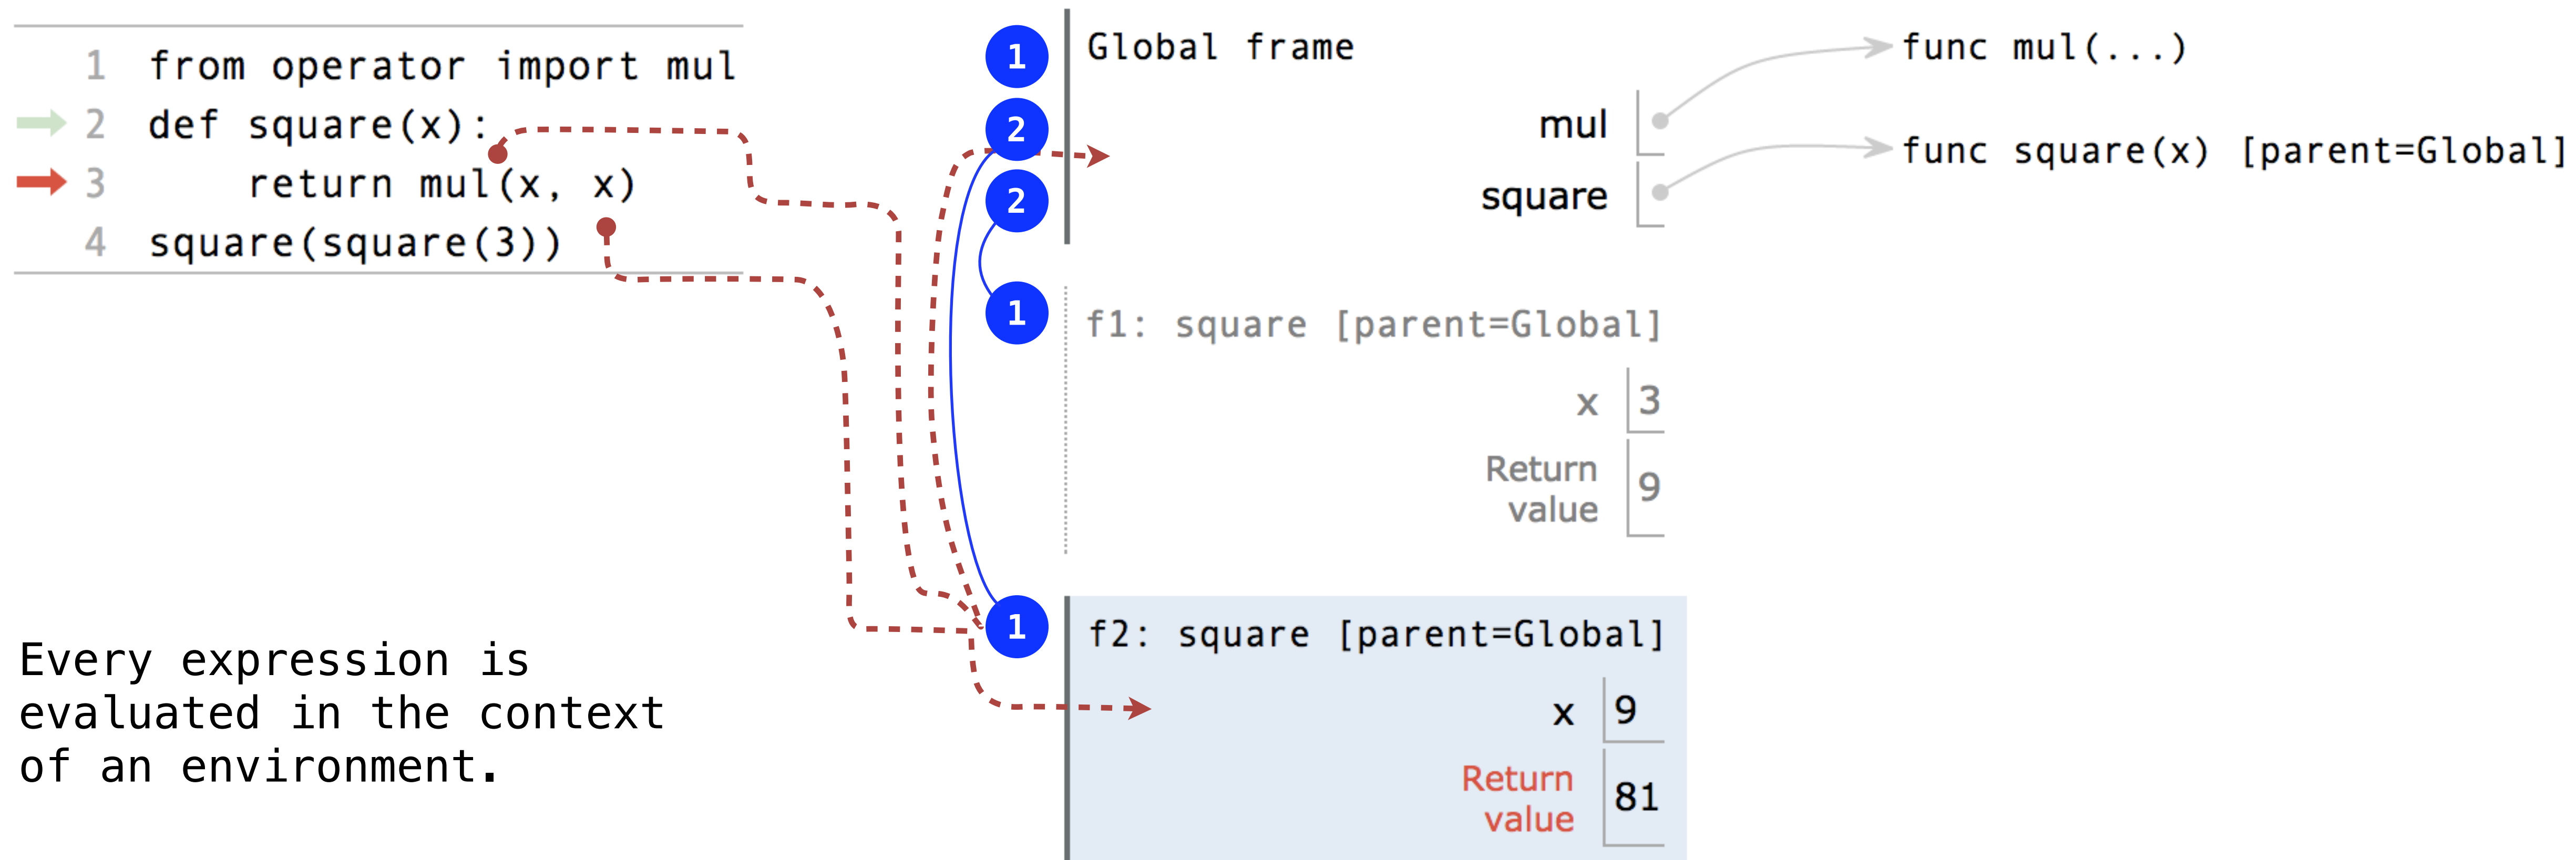 1 from operator import mul
2 def square(x):
3     return mul(x, x)
4 square(square(3))
Every expression is
evaluated in the context
of an environment.
1
2
2
1
1
Global frame
mul
square
func mul(...)
func square(x) [parent=Global]
f1: square [parent=Global]
x 3
Return
value 9
f2: square [parent=Global]
x 9
Return
value 81